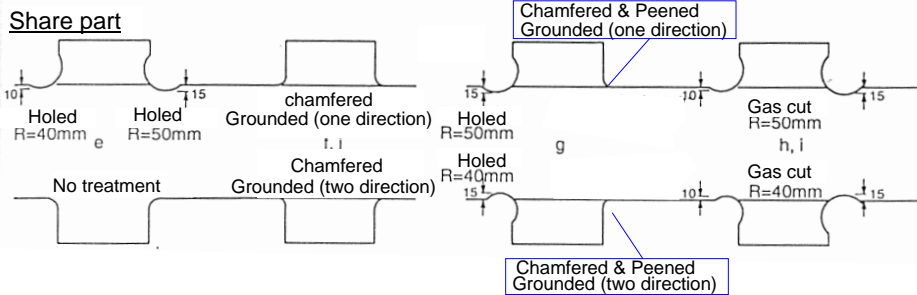 Share part
Chamfered & Peened
Grounded (one direction)
10
15
Holed
R=40mm
Holed
R=50mm
e
chamfered
Grounded (one direction)
15
Holed
R=50mm
g
10
15
Gas cut
R=50mm
h, i
No treatment
Chamfered
Grounded (two direction)
Holed
R=40mm
15
10
Gas cut
R=40mm
15
Chamfered & Peened
Grounded (two direction)